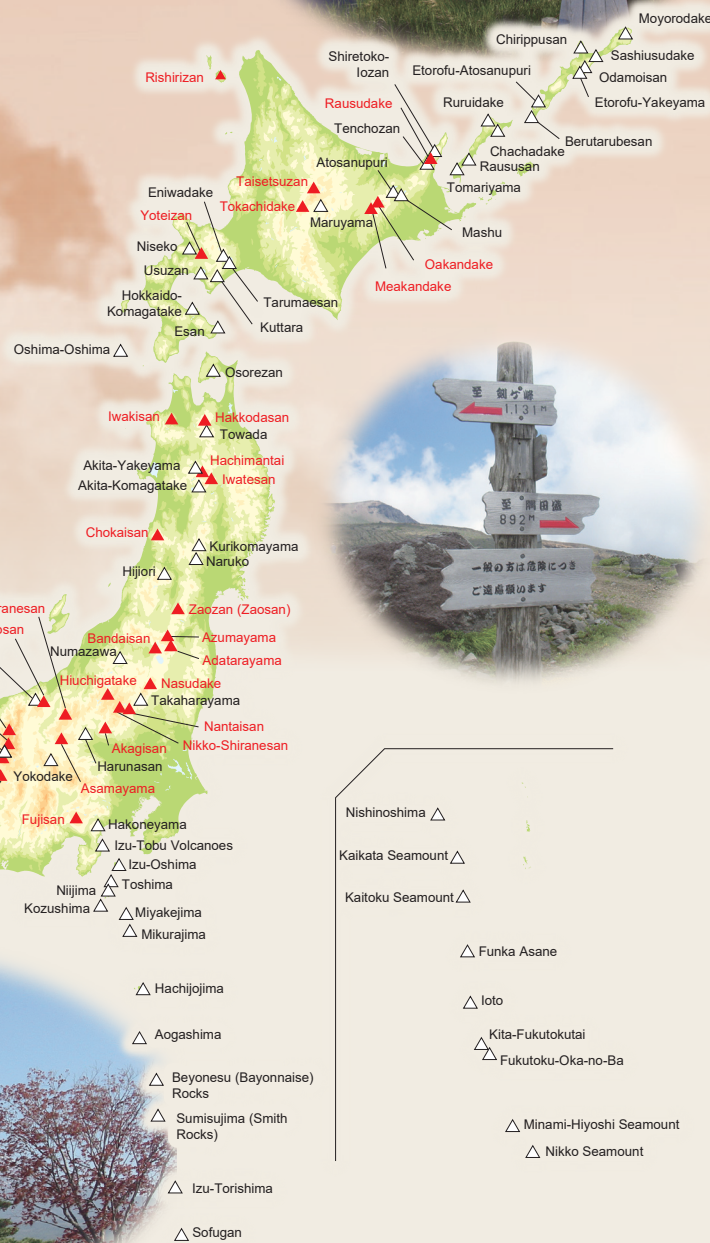 Moyorodake
Chirippusan
Sashiusudake
Shiretoko-
Iozan
Etorofu-Atosanupuri
Odamoisan
Rishirizan
Etorofu-Yakeyama
Rausudake
Ruruidake
Tenchozan
Berutarubesan
Chachadake
Atosanupuri
Raususan
Taisetsuzan
Tomariyama
Eniwadake
Tokachidake
Yoteizan
Maruyama
Mashu
Niseko
Oakandake
Usuzan
Meakandake
Hokkaido-
Komagatake
Tarumaesan
Kuttara
Esan
Oshima-Oshima
Osorezan
至 剣ヶ峰
1,131M
Iwakisan
Hakkodasan
Towada
Hachimantai
Akita-Yakeyama
Iwatesan
Akita-Komagatake
至 隅田盛
892M
Chokaisan
Kurikomayama
Naruko
一般の方は危険につき
ご遠慮願います
Hijiori
ranesan
Zaozan (Zaosan)
osan
Bandaisan
Azumayama
Numazawa
Adatarayama
Hiuchigatake
Nasudake
Takaharayama
Nantaisan
Akagisan
Nikko-Shiranesan
Harunasan
Yokodake
Asamayama
Fujisan
Hakoneyama
Izu-Tobu Volcanoes
Izu-Oshima
Toshima
Niijima
Kozushima
Miyakejima
Mikurajima
Hachijojima
Aogashima
Beyonesu (Bayonnaise)
Rocks
Sumisujima (Smith
Rocks)
Izu-Torishima
Sofugan
Nishinoshima
Kaikata Seamount
Kaitoku Seamount
Funka Asane
Ioto
Kita-Fukutokutai
Fukutoku-Oka-no-Ba
Minami-Hiyoshi Seamount
Nikko Seamount